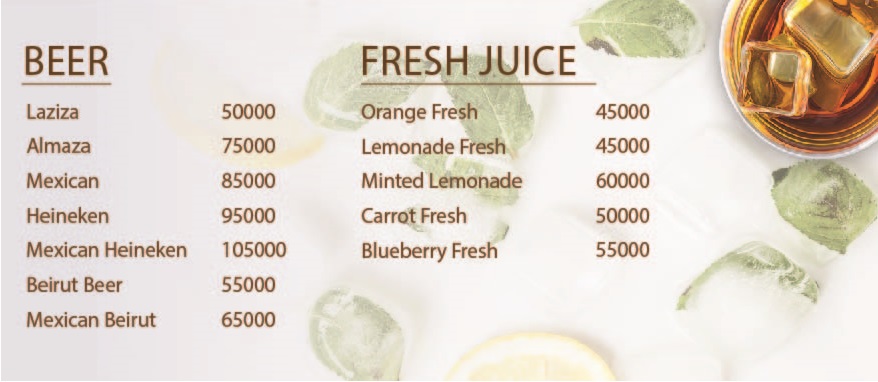 BEER
Laziza 50000
Almaza 75000
Mexican 85000
Heineken 95000
Mexican Heineken 105000
Beirut Beer 55000
Mexican Beirut 65000
FRESH JUICE
Orange Fresh 45000
Lemonade Fresh 45000
Minted Lemonade 60000
Carrot Fresh 50000
Blueberry Fresh 55000